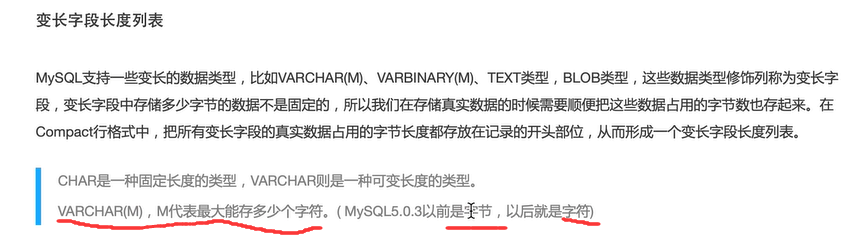 变长字段长度列表
MySQL支持一些变长的数据类型，比如VARCHAR(M)、VARBINARY(M)、TEXT类型，BLOB类型，这些数据类型修饰列称为变长字
段，变长字段中存储多少字节的数据不是固定的，所以我们在存储真实数据的时候需要顺便把这些数据占用的字节数也存起来。在
Compact行格式中，把所有变长字段的真实数据占用的字节长度都存放在记录的开头部位，从而形成一个变长字段长度列表。
CHAR是一种固定长度的类型，VARCHAR则是一种可变长度的类型。
VARCHAR(M)，M代表最大能存多少个字符。( MySQL5.0.3以前是字节，以后就是字符)